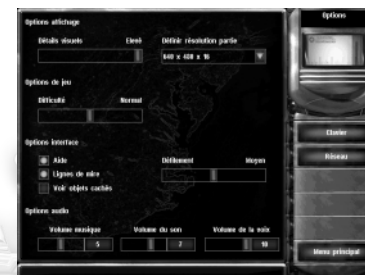 Options
Options affichage
Détails visuels Elevé
Définir résolution partie
640 x 480 x 16
Options de jeu
Difficulté Normal
Options interface
Aide
Lignes de mire
Voir objets cachés
Défilement Moyen
Options audio
Volume musique
5
Volume du son
7
Volume de la voix
10
Clavier
Réseau
Menu principal